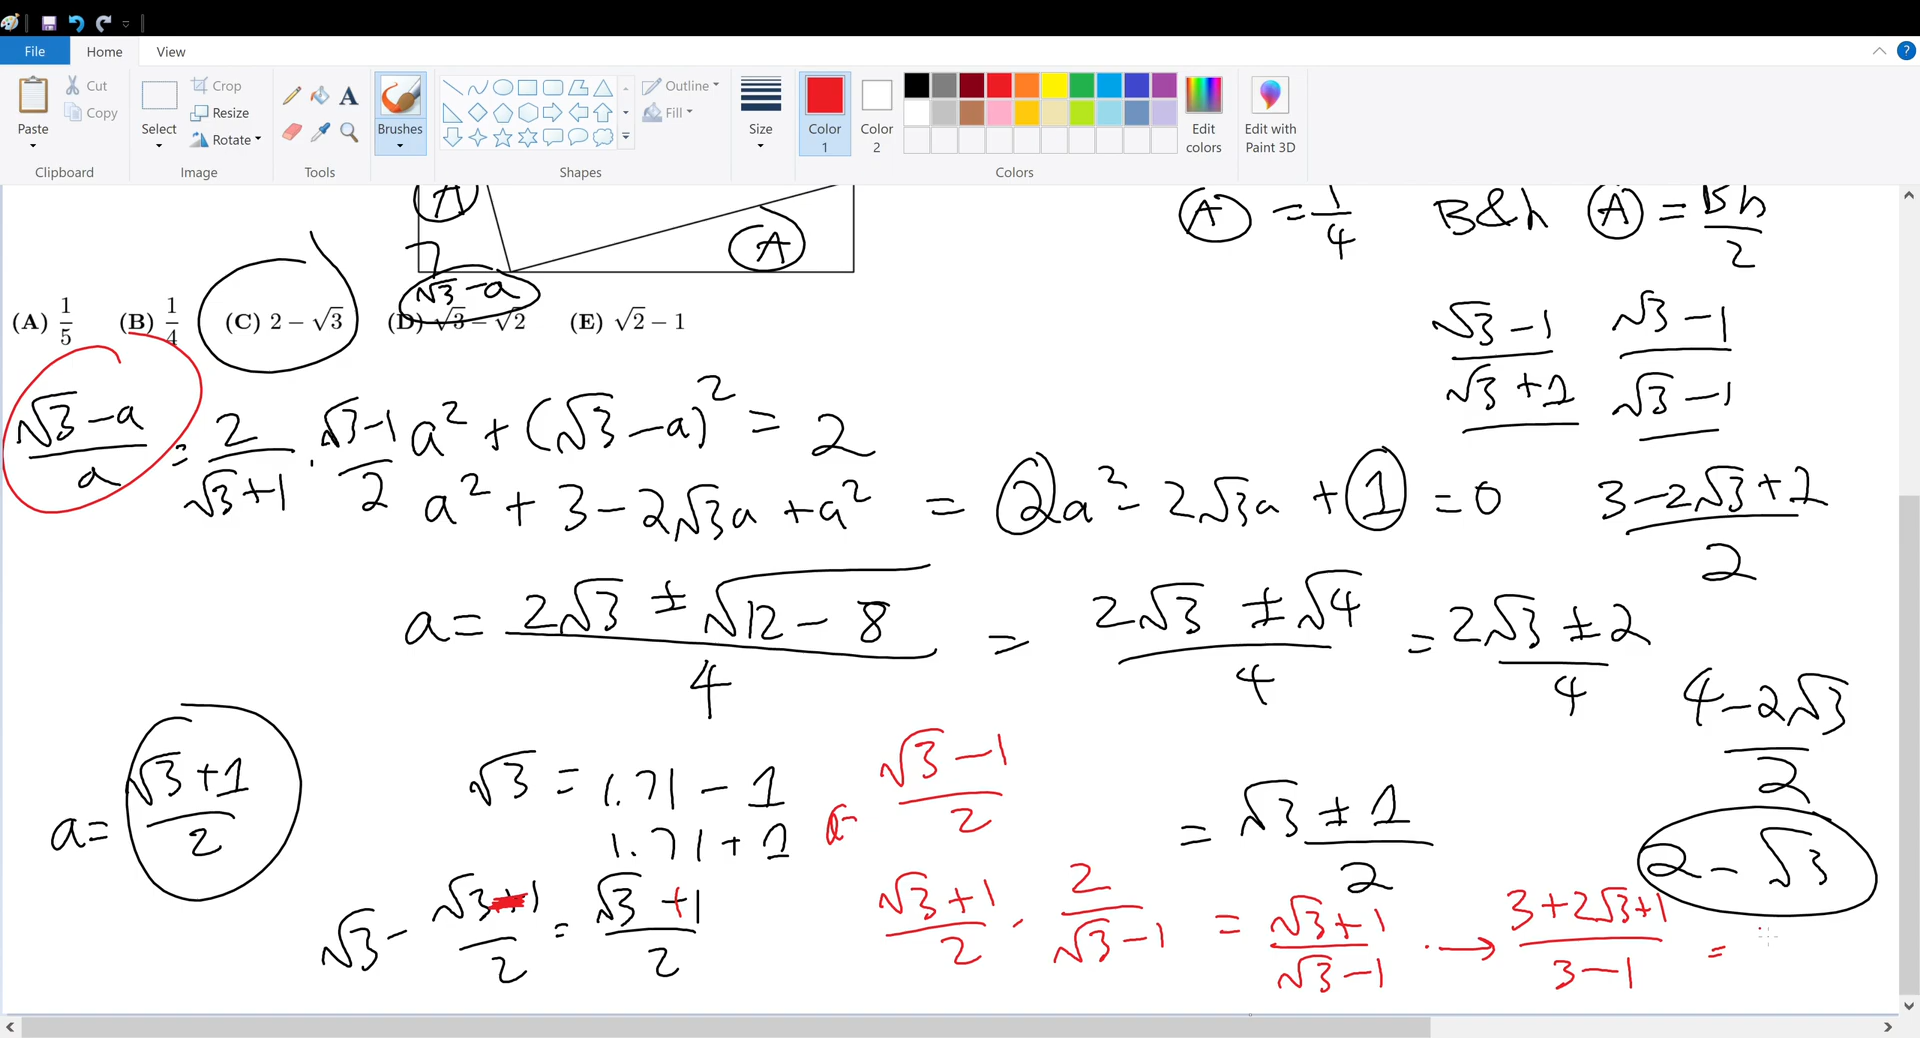 File Home View
Paste Cut Copy Clipboard
Select Crop Resize Rotate Image
Tools
Brushes
Outline Fill Shapes
Size
Color 1 Color 2
Edit colors
Edit with Paint 3D
Colors
A
A
√3 - a
A = 1/4 B&h A = Bh/2
(A) 1/5 (B) 1/4 (C) 2 − √3 (D) √3 − √2 (E) √2 − 1
(√3 - 1)/(√3 + 1) (√3 - 1)/(√3 - 1)
(√3 - a)/a = 2/(√3 + 1) · (√3 - 1)/2
a² + (√3 - a)² = 2
a² + 3 - 2√3a + a² = 2a² - 2√3a + 1 = 0
(3 - 2√3 + 2)/2
a = (2√3 ± √(12 - 8))/4 = (2√3 ± √4)/4 = (2√3 ± 2)/4
(4 - 2√3)/2
a = (√3 + 1)/2
√3 = 1.71 - 1
1.71 + 1
a = (√3 - 1)/2
= (√3 ± 1)/2
2 - √3
√3 - (√3 1)/2 = (√3 + 1)/2
(√3 + 1)/2 · 2/(√3 - 1) = (√3 + 1)/(√3 - 1) · → (3 + 2√3 + 1)/(3 - 1) =